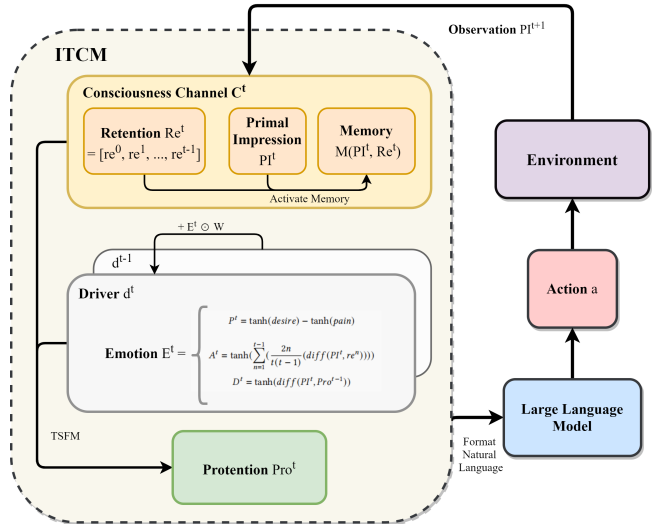 Observation PI^{t+1}
ITCM
Consciousness Channel C^t
Retention Re^t
= [re^0, re^1, ..., re^{t-1}]
Primal
Impression
PI^t
Memory
M(PI^t, Re^t)
Activate Memory
Environment
+ E^t ⊙ W
d^{t-1}
Driver d^t
Emotion E^t =
P^t = tanh(desire) − tanh(pain)
A^t = tanh(∑_{n=1}^{t-1}(\frac{2n}{t(t-1)}(diff(PI^t, re^n))))
D^t = tanh(diff(PI^t, Pro^{t-1}))
Action a
Large Language
Model
TSFM
Protention Pro^t
Format
Natural
Language